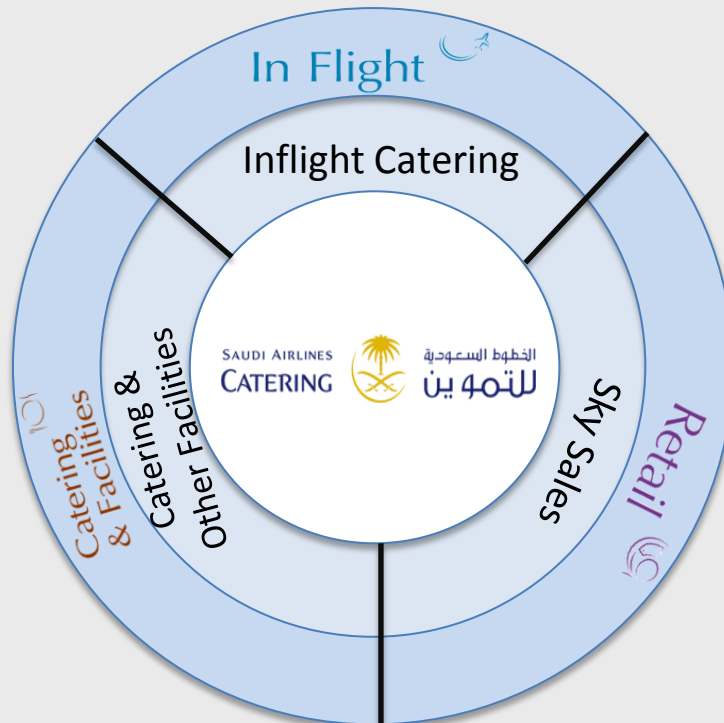 In Flight
Inflight Catering
SAUDI AIRLINES
CATERING
الخطوط السعودية
للتموين
Catering
& Facilities
Catering &
Other Facilities
Sky Sales
Retail